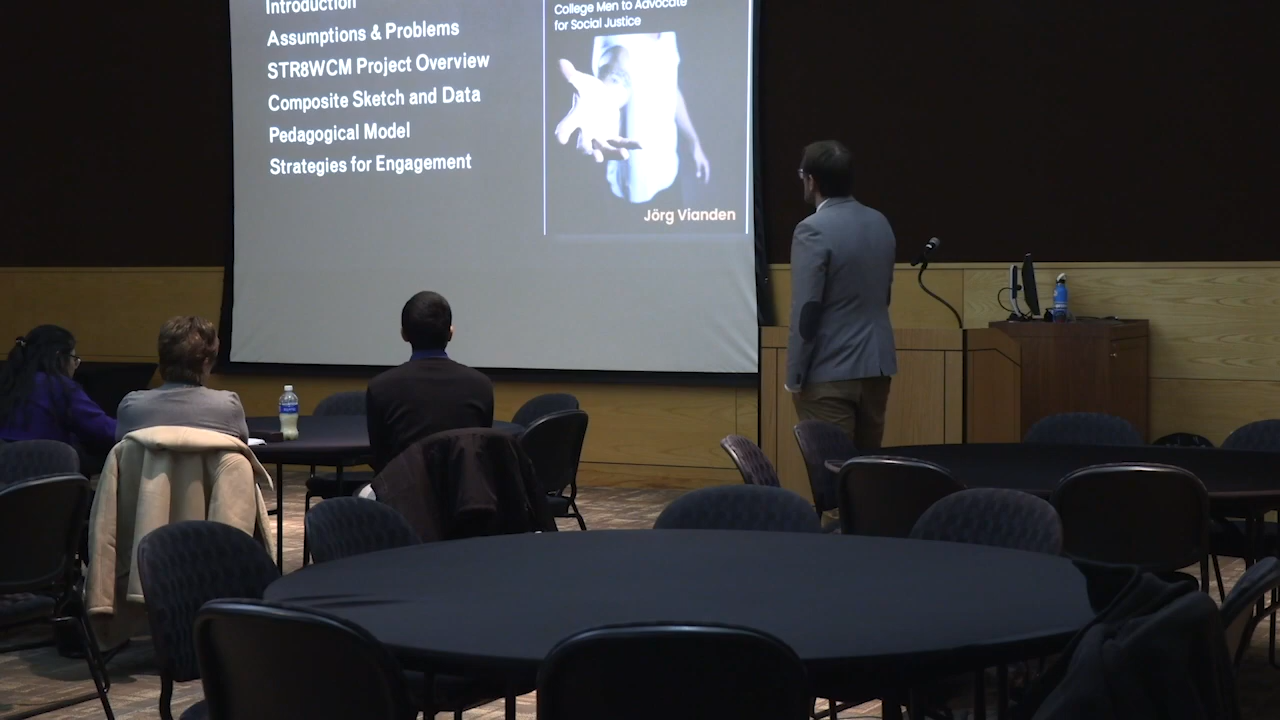 Introduction
Assumptions & Problems
STR8WCM Project Overview
Composite Sketch and Data
Pedagogical Model
Strategies for Engagement
College Men to Advocate
for Social Justice
Jörg Vianden